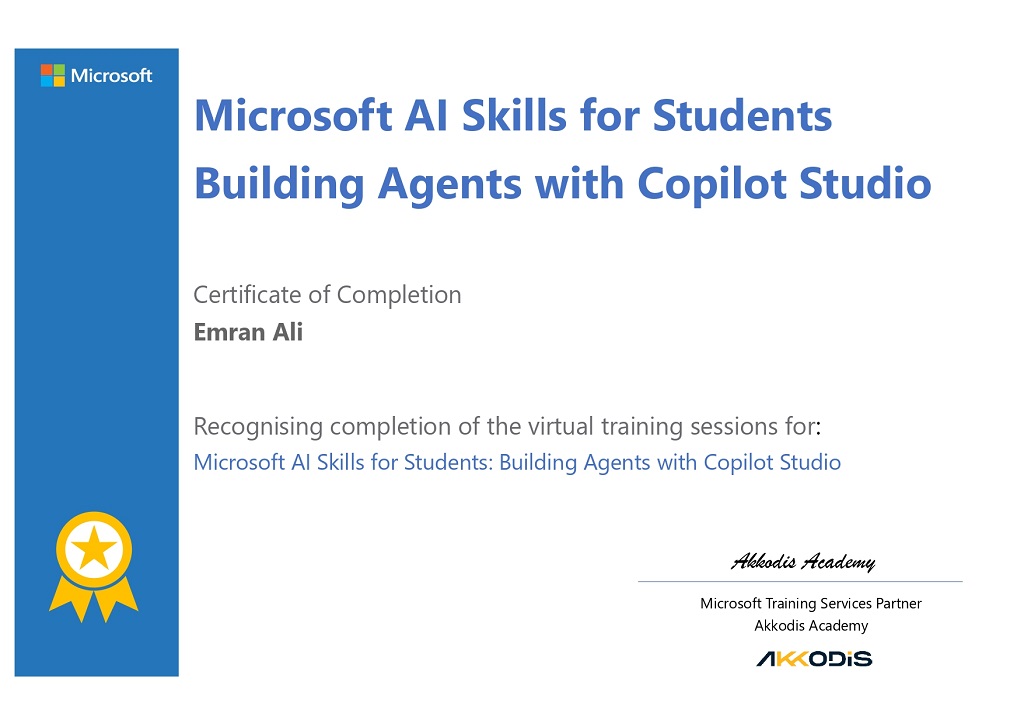 Microsoft
Microsoft AI Skills for Students
Building Agents with Copilot Studio
Certificate of Completion
Emran Ali
Recognising completion of the virtual training sessions for:
Microsoft AI Skills for Students: Building Agents with Copilot Studio
Akkodis Academy
Microsoft Training Services Partner
Akkodis Academy
AKKODiS